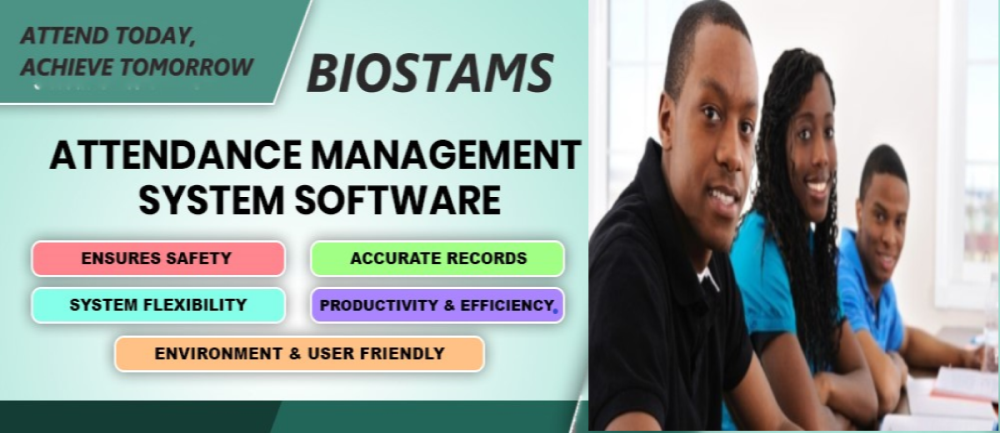 ATTEND TODAY,
ACHIEVE TOMORROW
BIOSTAMS
ATTENDANCE MANAGEMENT
SYSTEM SOFTWARE
ENSURES SAFETY
ACCURATE RECORDS
SYSTEM FLEXIBILITY
PRODUCTIVITY & EFFICIENCY.
ENVIRONMENT & USER FRIENDLY